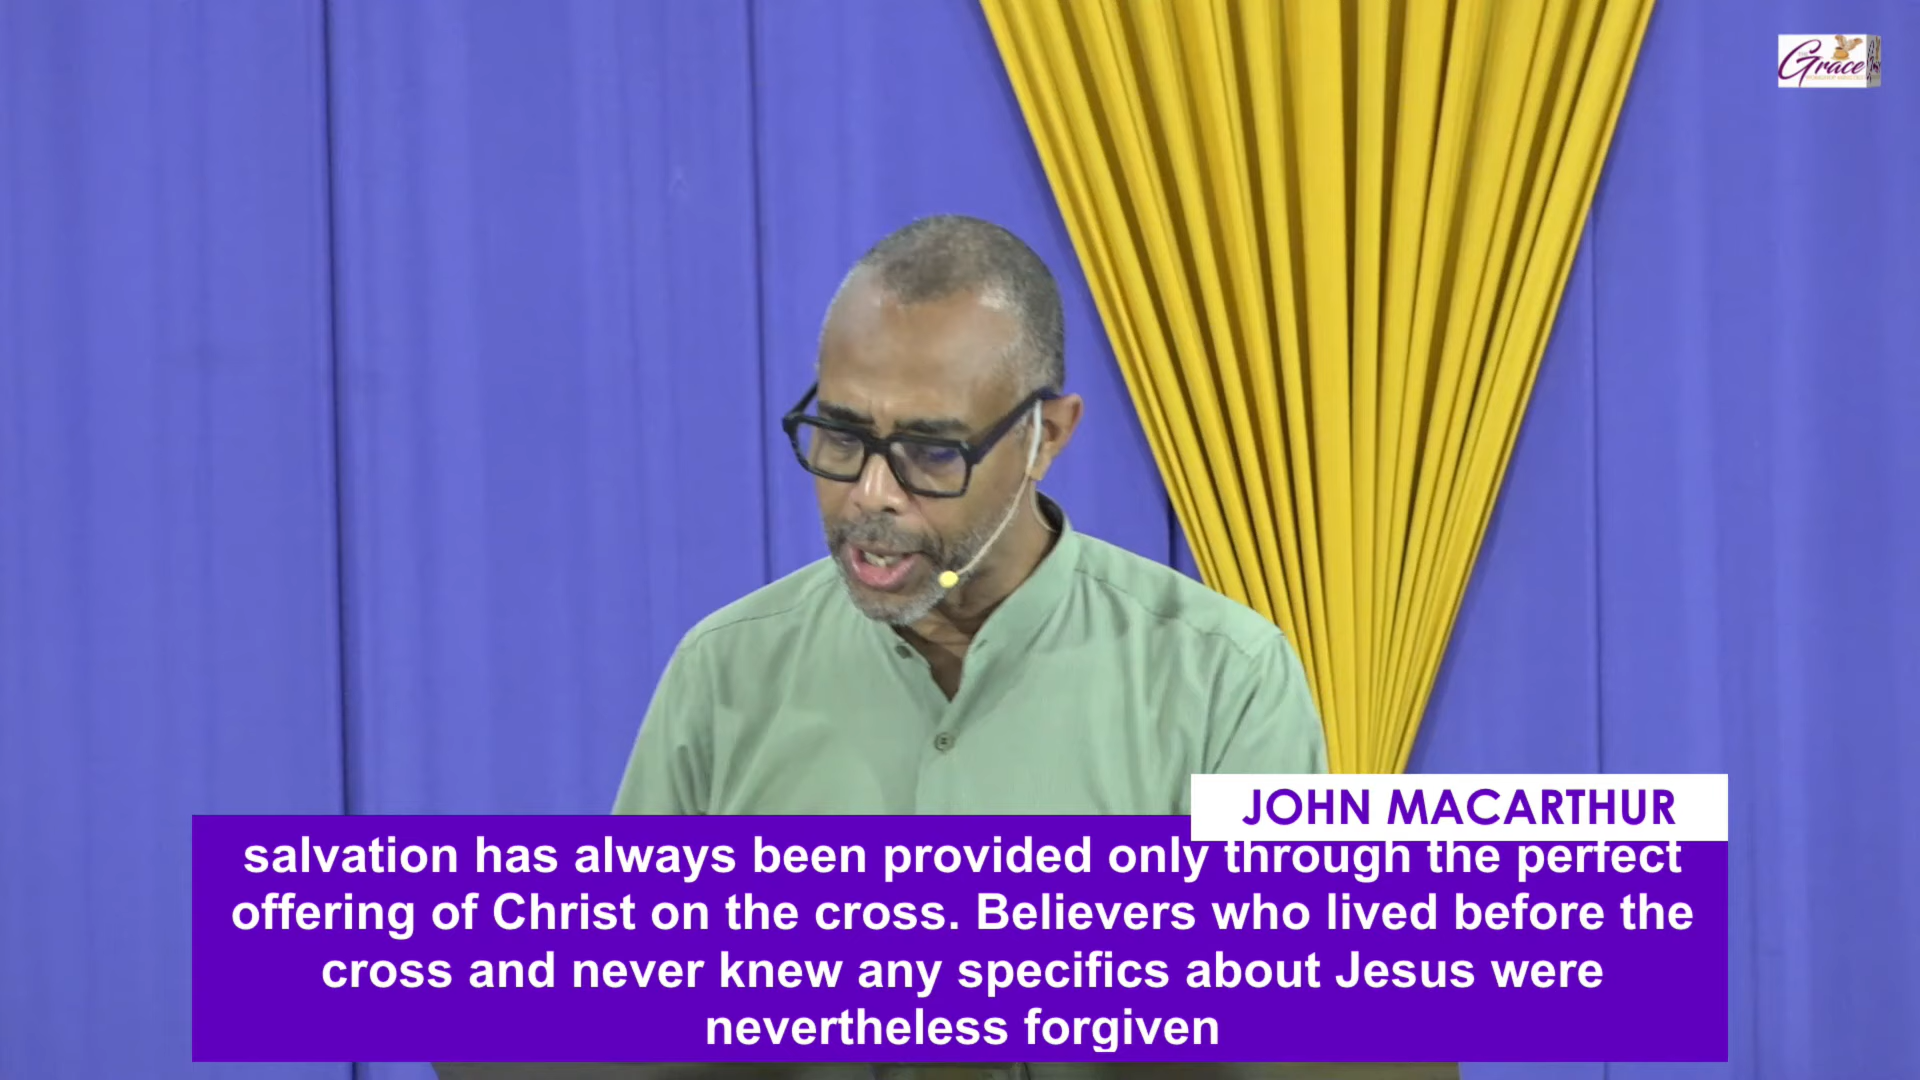 Grace
JOHN MACARTHUR
salvation has always been provided only through the perfect
offering of Christ on the cross. Believers who lived before the
cross and never knew any specifics about Jesus were
nevertheless forgiven